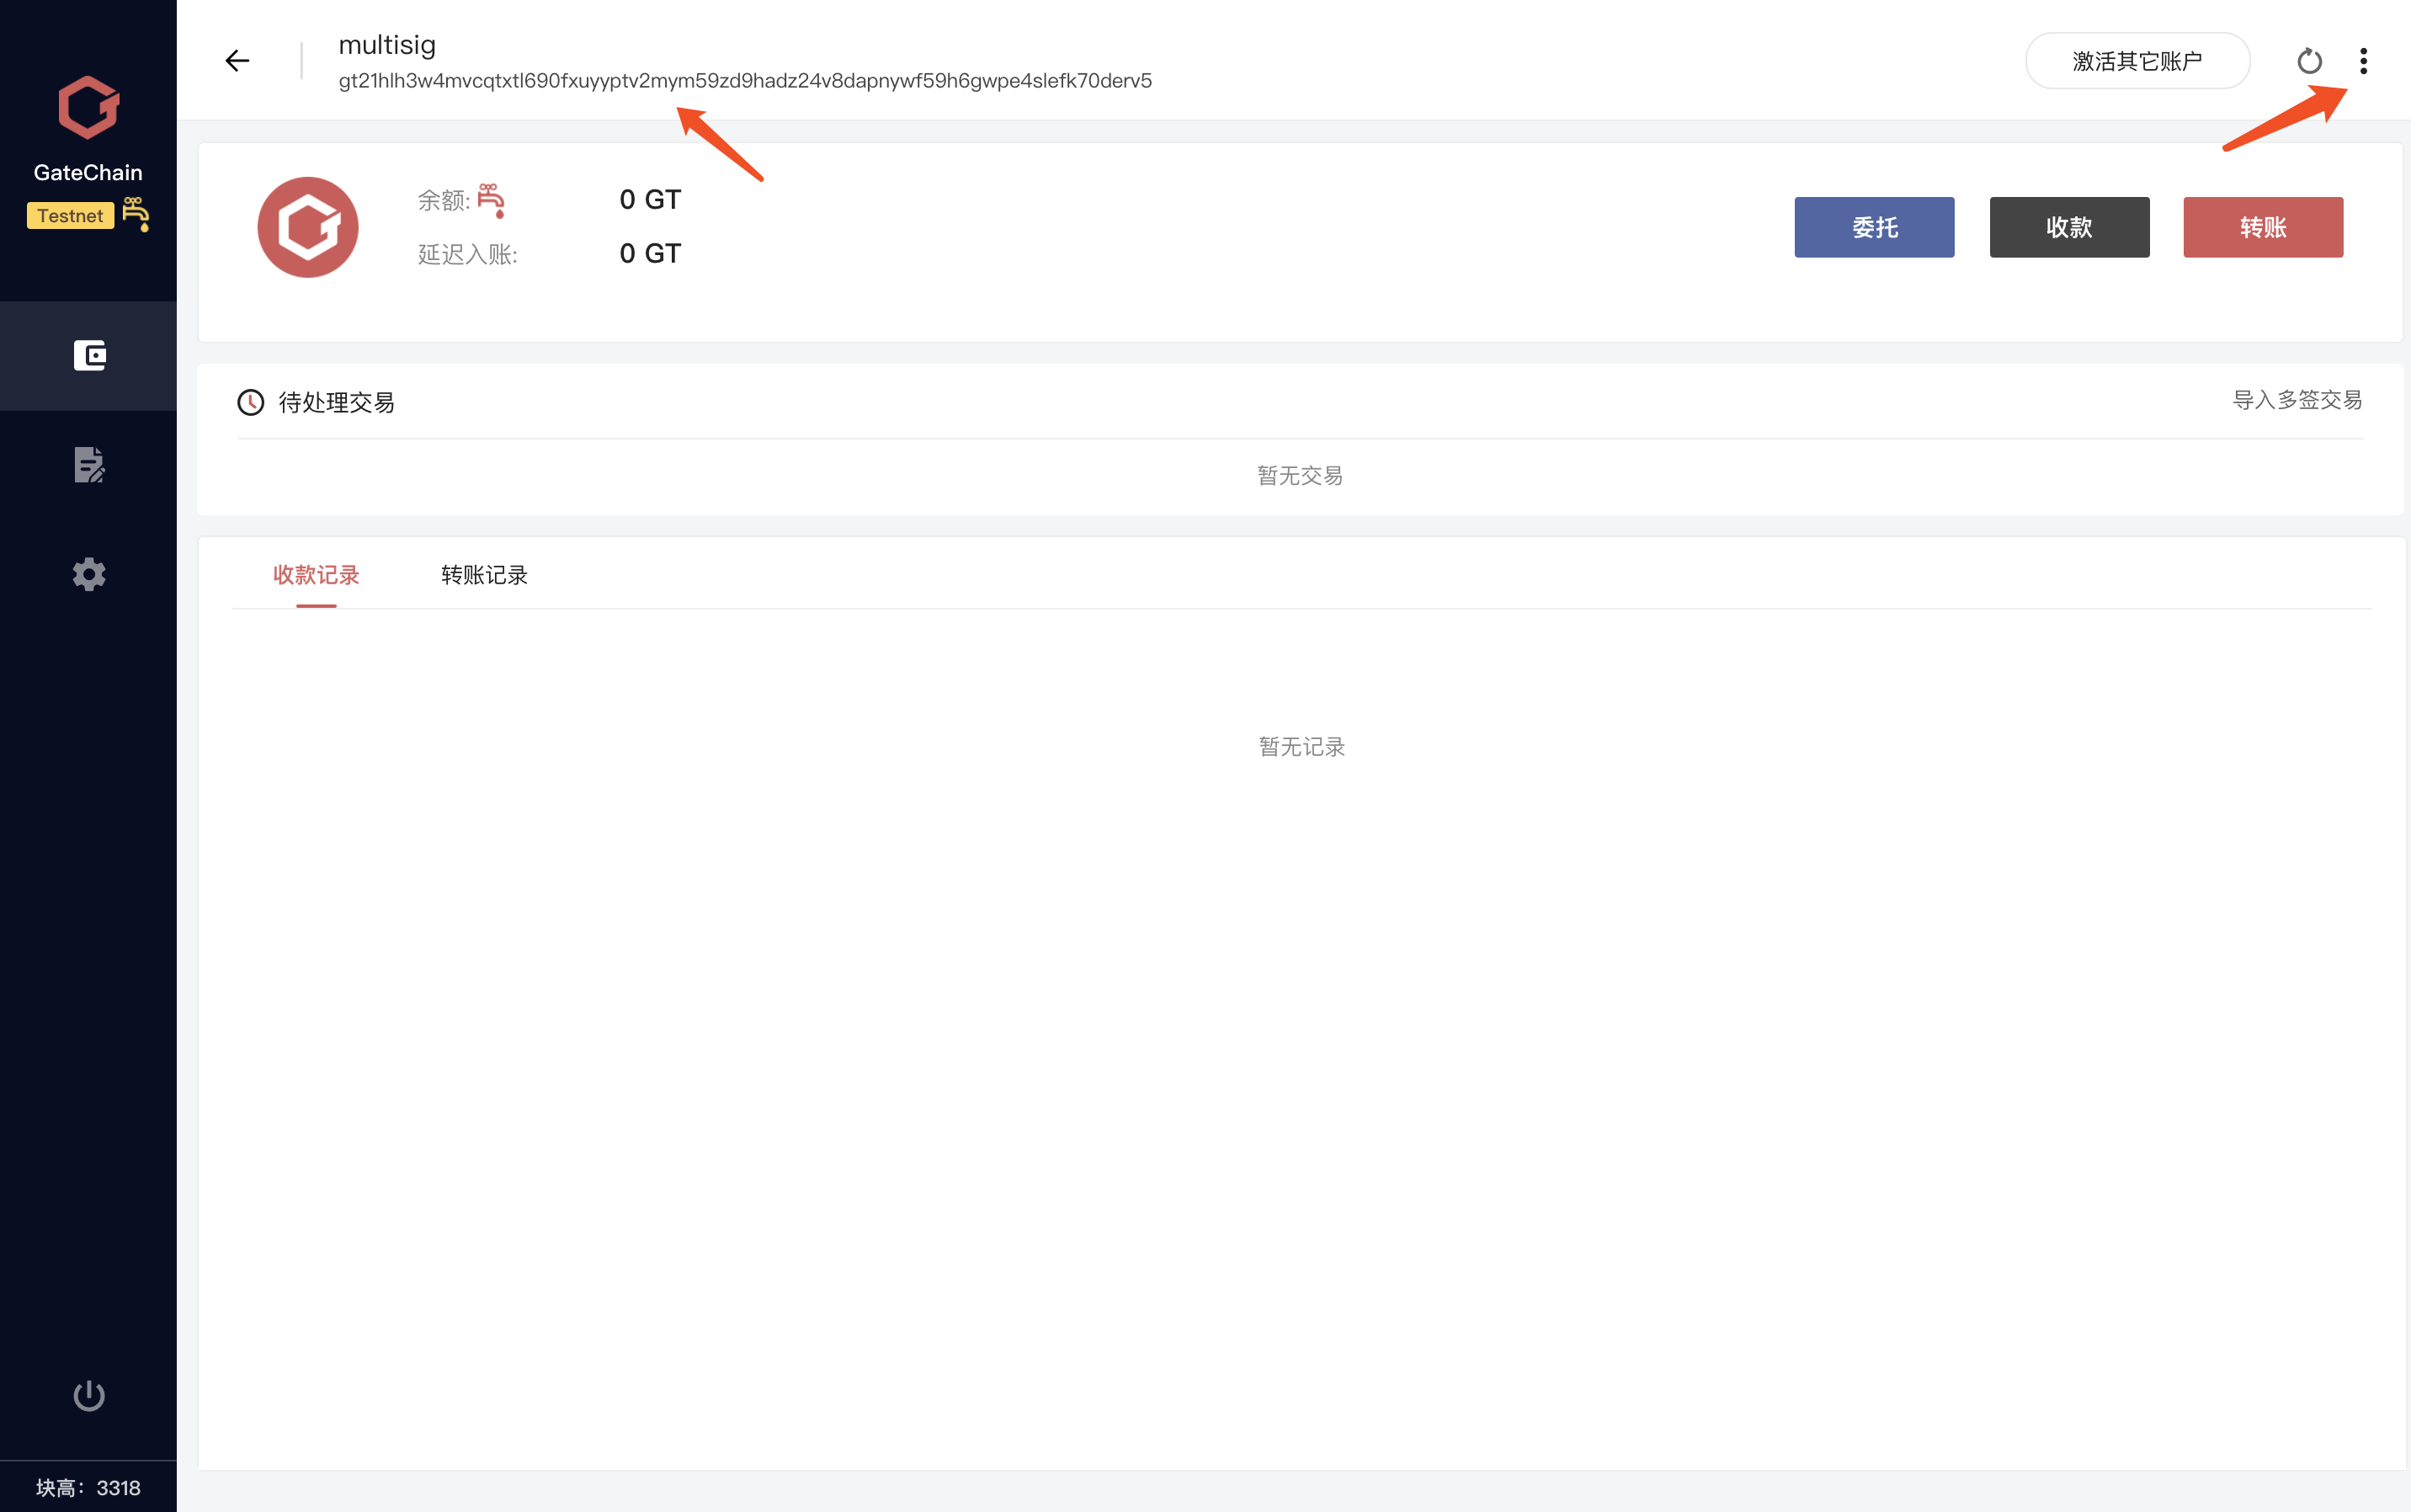 GateChain
Testnet
块高：3318
multisig
gt21hlh3w4mvcqtxtl690fxuyyptv2mym59zd9hadz24v8dapnywf59h6gwpe4slefk70derv5
激活其它账户
余额:
0 GT
延迟入账:
0 GT
委托
收款
转账
待处理交易
导入多签交易
暂无交易
收款记录
转账记录
暂无记录